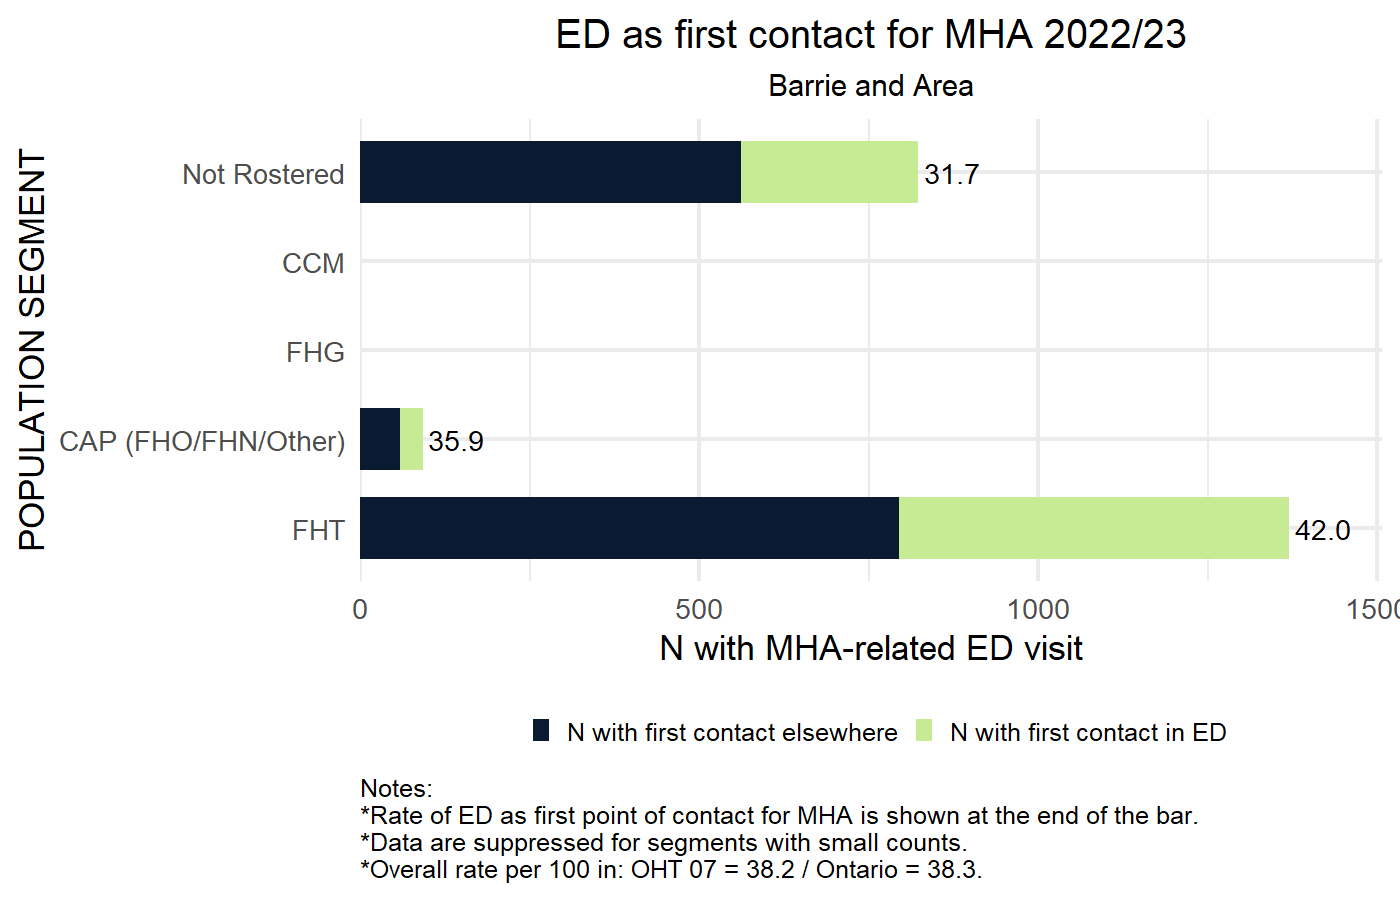 ED as first contact for MHA 2022/23
Barrie and Area
POPULATION SEGMENT
Not Rostered
31.7
CCM
FHG
CAP (FHO/FHN/Other)
35.9
FHT
42.0
0
500
1000
1500
N with MHA-related ED visit
N with first contact elsewhere
N with first contact in ED
Notes:
*Rate of ED as first point of contact for MHA is shown at the end of the bar.
*Data are suppressed for segments with small counts.
*Overall rate per 100 in: OHT 07 = 38.2 / Ontario = 38.3.